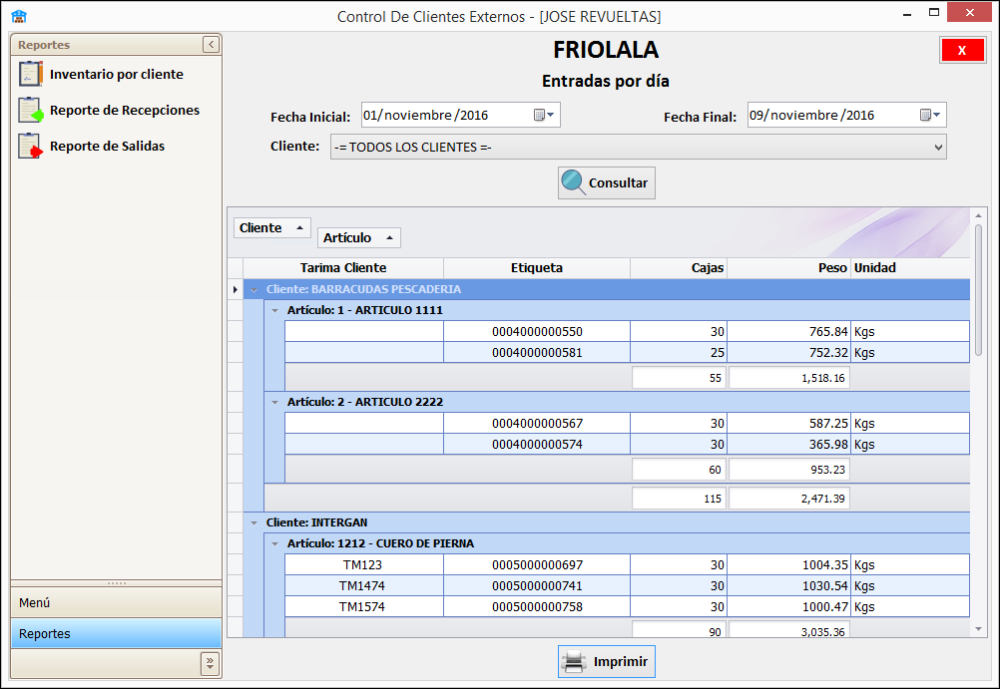 Control De Clientes Externos - [JOSE REVUELTAS]
Reportes
Inventario por cliente
Reporte de Recepciones
Reporte de Salidas
Menú
Reportes
FRIOLALA
X
Entradas por día
Fecha Inicial: 01/noviembre/2016 Fecha Final: 09/noviembre/2016
Cliente: -= TODOS LOS CLIENTES =-
Consultar
Cliente
Artículo
Tarima Cliente Etiqueta Cajas Peso Unidad
Cliente: BARRACUDAS PESCADERIA
Artículo: 1 - ARTICULO 1111
0004000000550 30 765.84 Kgs
0004000000581 25 752.32 Kgs
55 1,518.16
Artículo: 2 - ARTICULO 2222
0004000000567 30 587.25 Kgs
0004000000574 30 365.98 Kgs
60 953.23
115 2,471.39
Cliente: INTERGAN
Artículo: 1212 - CUERO DE PIERNA
TM123 0005000000697 30 1004.35 Kgs
TM1474 0005000000741 30 1030.54 Kgs
TM1574 0005000000758 30 1000.47 Kgs
90 3,035.36
Imprimir